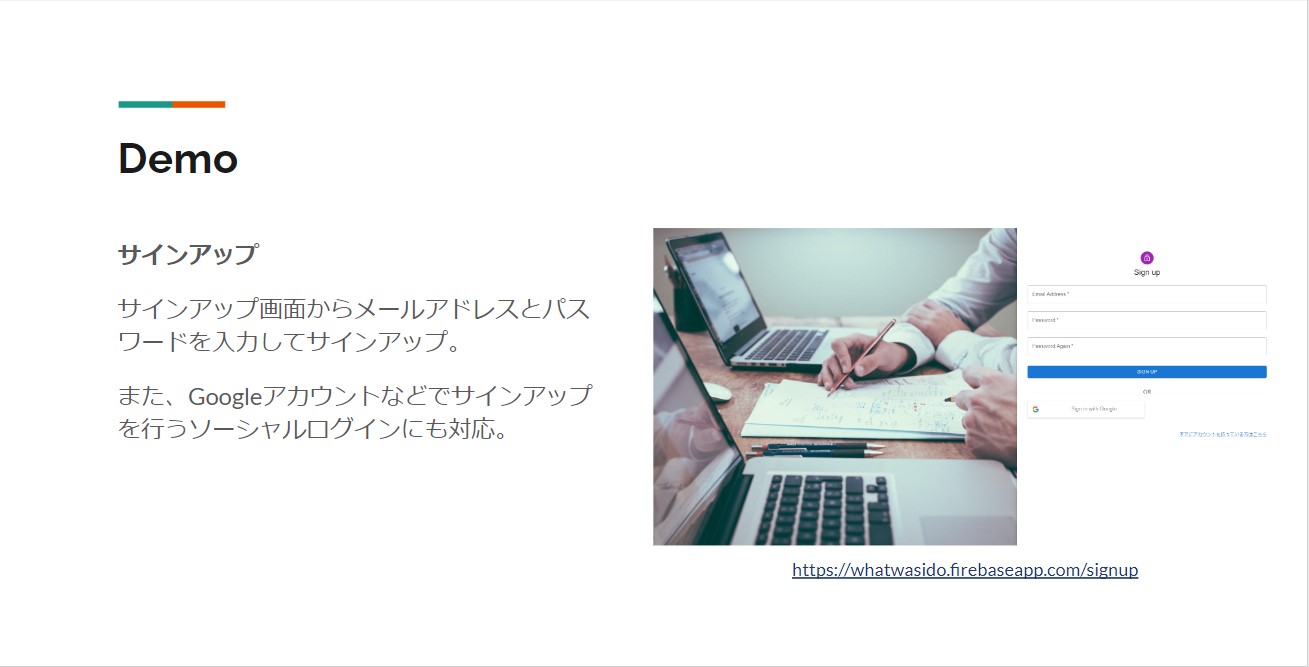 Demo
サインアップ
サインアップ画面からメールアドレスとパス
ワードを入力してサインアップ。
また、Googleアカウントなどでサインアップ
を行うソーシャルログインにも対応。
Sign up
Email Address *
Password *
Password Again *
SIGN UP
OR
Sign in with Google
すでにアカウントを持っている方はこちら
https://whatwasido.firebaseapp.com/signup